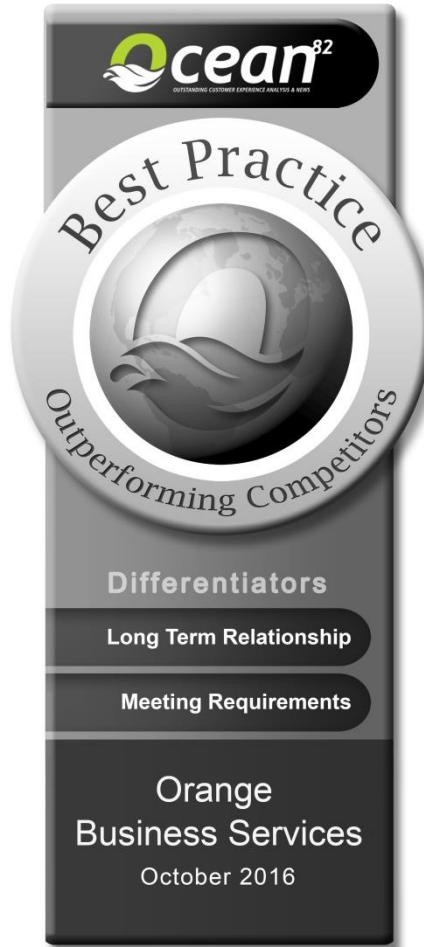 Ocean82
OUTSTANDING CUSTOMER EXPERIENCE ANALYSIS & NEWS
Best Practice
Outperforming Competitors
Differentiators
Long Term Relationship
Meeting Requirements
Orange
Business Services
October 2016